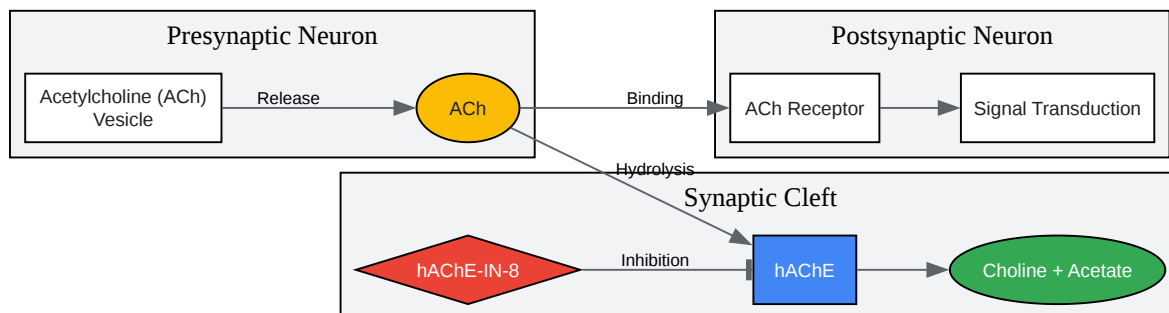 Presynaptic Neuron
Postsynaptic Neuron
Acetylcholine (ACh)
Vesicle
Release
ACh
Binding
ACh Receptor
Signal Transduction
Hydrolysis
Synaptic Cleft
hAChE-IN-8
Inhibition
hAChE
Choline + Acetate